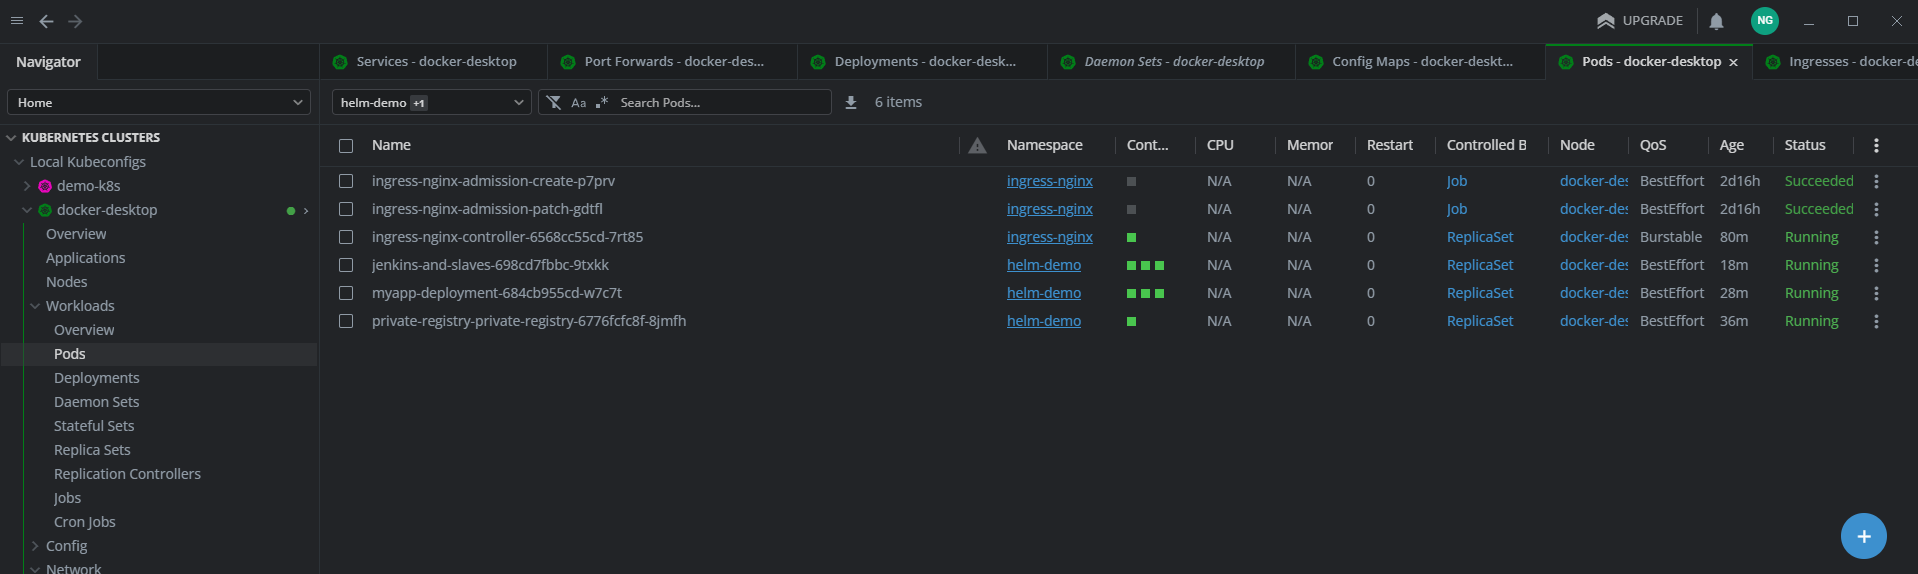 UPGRADE
NG
Navigator
Services - docker-desktop
Port Forwards - docker-des...
Deployments - docker-desk...
Daemon Sets - docker-desktop
Config Maps - docker-deskt...
Pods - docker-desktop
Ingresses - docker-de
Home
helm-demo +1
Aa
.*
Search Pods...
6 items
KUBERNETES CLUSTERS
Local Kubeconfigs
demo-k8s
docker-desktop
Overview
Applications
Nodes
Workloads
Overview
Pods
Deployments
Daemon Sets
Stateful Sets
Replica Sets
Replication Controllers
Jobs
Cron Jobs
Config
Network
Name Namespace Cont... CPU Memor Restart Controlled B Node QoS Age Status
ingress-nginx-admission-create-p7prv ingress-nginx N/A N/A 0 Job docker-des BestEffort 2d16h Succeeded
ingress-nginx-admission-patch-gdtfl ingress-nginx N/A N/A 0 Job docker-des BestEffort 2d16h Succeeded
ingress-nginx-controller-6568cc55cd-7rt85 ingress-nginx N/A N/A 0 ReplicaSet docker-des Burstable 80m Running
jenkins-and-slaves-698cd7fbbc-9txkk helm-demo N/A N/A 0 ReplicaSet docker-des BestEffort 18m Running
myapp-deployment-684cb955cd-w7c7t helm-demo N/A N/A 0 ReplicaSet docker-des BestEffort 28m Running
private-registry-private-registry-6776fcfc8f-8jmfh helm-demo N/A N/A 0 ReplicaSet docker-des BestEffort 36m Running